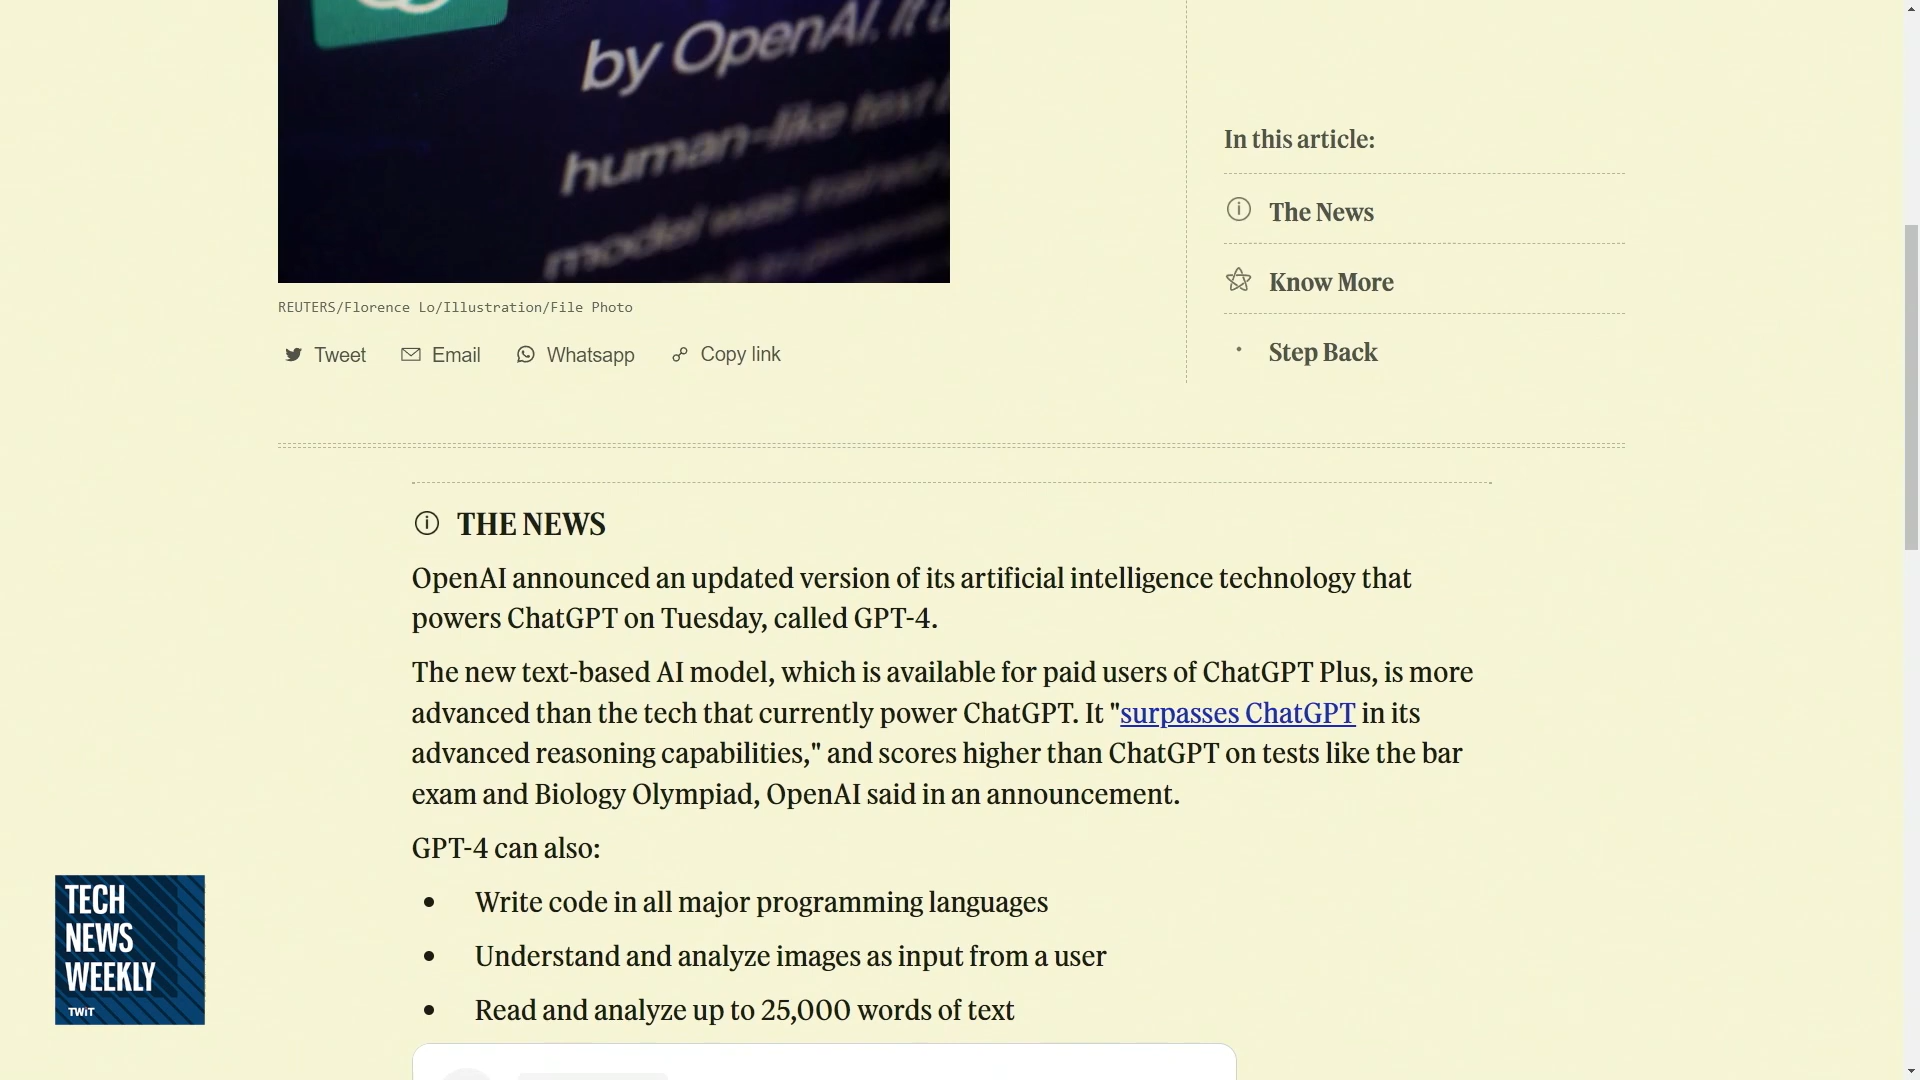 by OpenAI. It u
human-like text
model was trained
In this article:
The News
Know More
Step Back
REUTERS/Florence Lo/Illustration/File Photo
Tweet Email Whatsapp Copy link
THE NEWS
OpenAI announced an updated version of its artificial intelligence technology that
powers ChatGPT on Tuesday, called GPT-4.
The new text-based AI model, which is available for paid users of ChatGPT Plus, is more
advanced than the tech that currently power ChatGPT. It "surpasses ChatGPT in its
advanced reasoning capabilities," and scores higher than ChatGPT on tests like the bar
exam and Biology Olympiad, OpenAI said in an announcement.
GPT-4 can also:
• Write code in all major programming languages
• Understand and analyze images as input from a user
• Read and analyze up to 25,000 words of text
TECH
NEWS
WEEKLY
TWiT